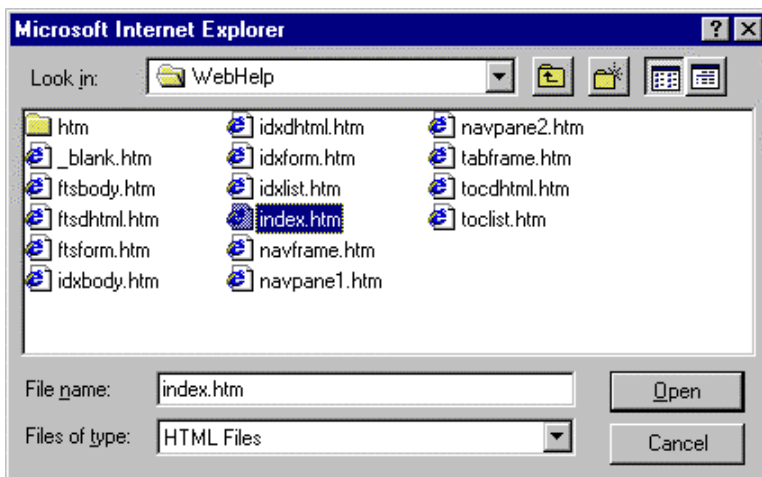 Microsoft Internet Explorer
Look in: WebHelp
htm idxdhtml.htm navpane2.htm
_blank.htm idxform.htm tabframe.htm
ftsbody.htm idxlist.htm tocdhtml.htm
ftsdhtml.htm index.htm toclist.htm
ftsform.htm navframe.htm
idxbody.htm navpane1.htm
File name: index.htm Open
Files of type: HTML Files Cancel